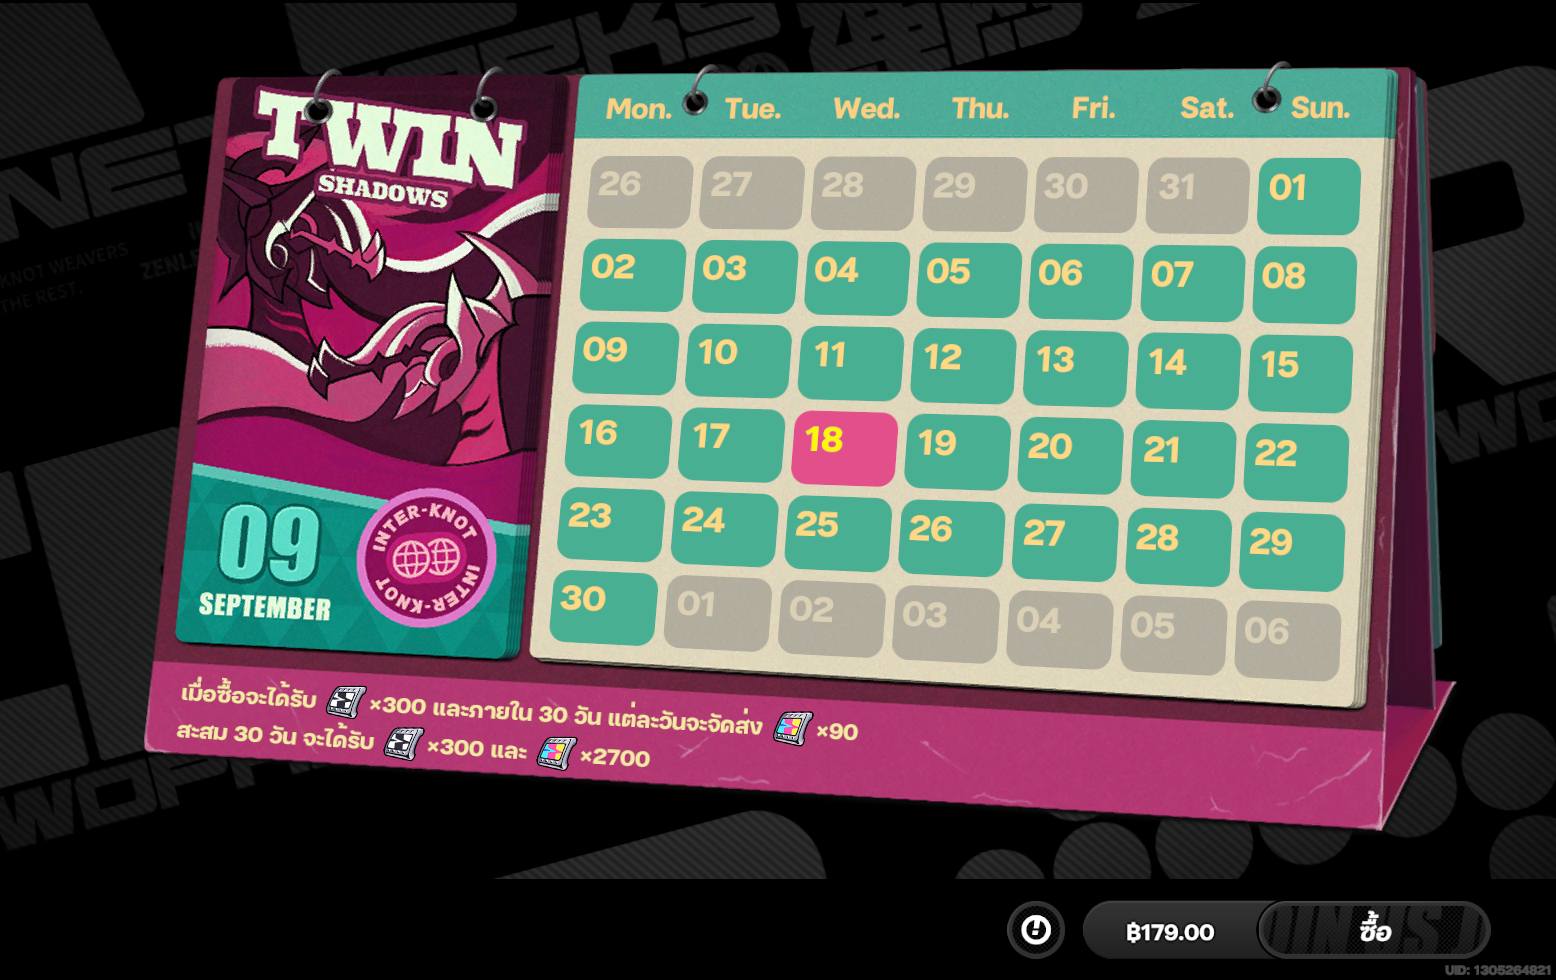 TWIN
SHADOWS
09
SEPTEMBER
INTER-KNOT
INTER-KNOT
Mon. Tue. Wed. Thu. Fri. Sat. Sun.
26 27 28 29 30 31 01
02 03 04 05 06 07 08
09 10 11 12 13 14 15
16 17 18 19 20 21 22
23 24 25 26 27 28 29
30 01 02 03 04 05 06
เมื่อซื้อจะได้รับ ×300 และภายใน 30 วัน แต่ละวันจะจัดส่ง ×90
สะสม 30 วัน จะได้รับ ×300 และ ×2700
KNOT WEAVERS
THE REST.
฿179.00
ซื้อ
UID: 1305264821